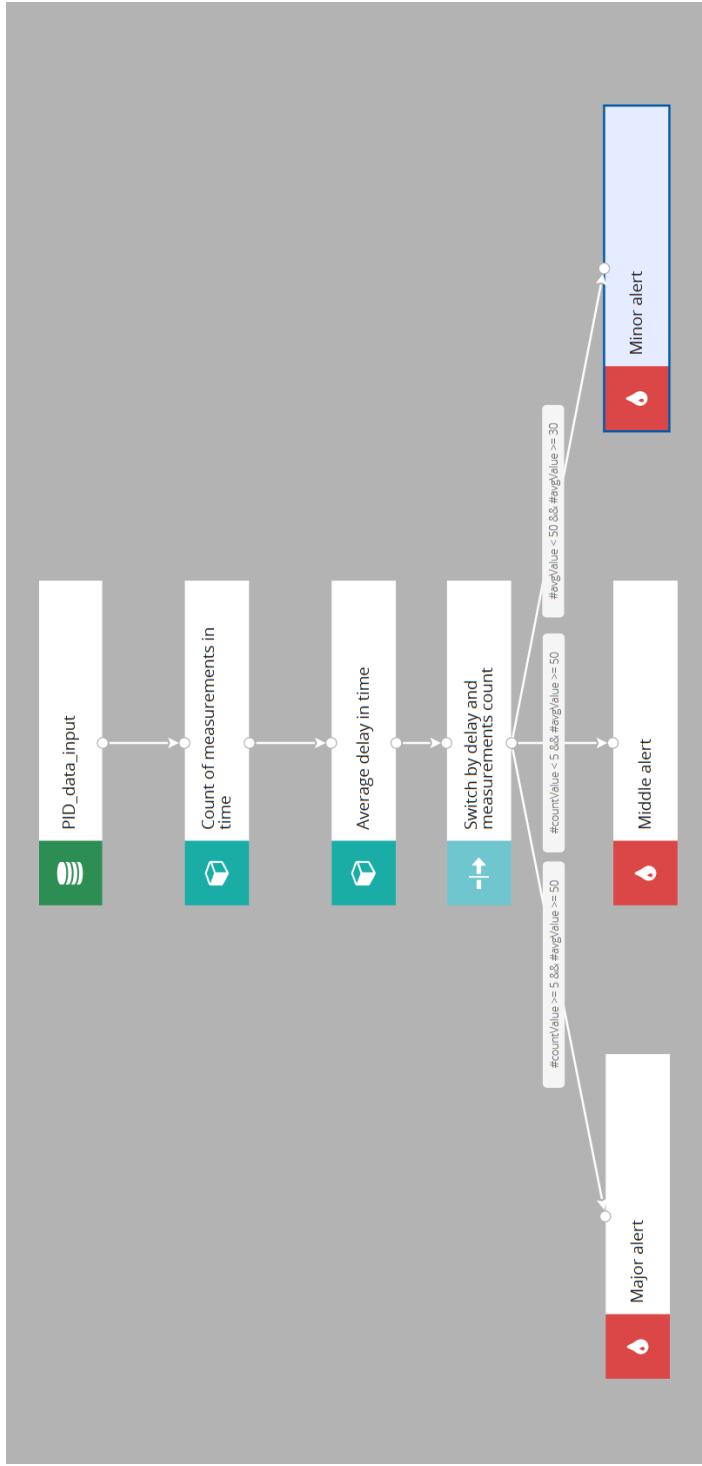 PID_data_input
Count of measurements in
time
Average delay in time
Switch by delay and
measurements count
#countValue >= 5 && #avgValue >= 50
#countValue < 5 && #avgValue >= 50
#avgValue < 50 && #avgValue >= 30
Major alert
Middle alert
Minor alert